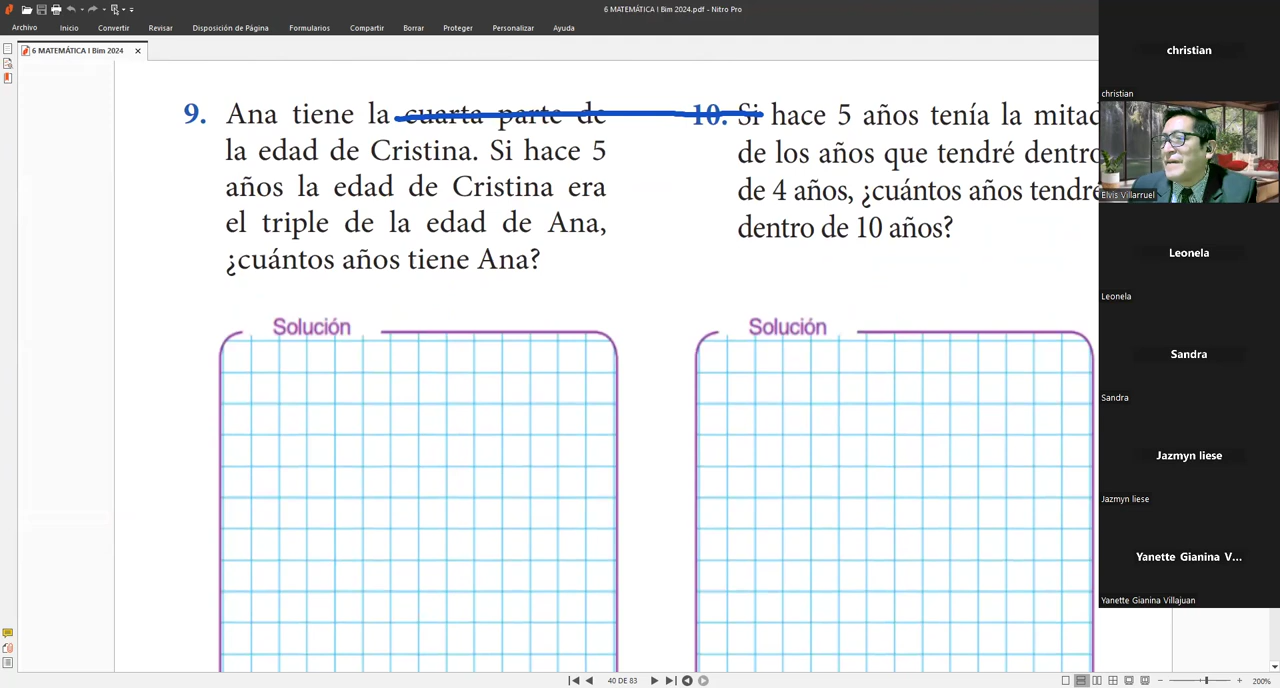 6 MATEMÁTICA I Bim 2024.pdf - Nitro Pro
Archivo Inicio Convertir Revisar Disposición de Página Formularios Compartir Borrar Proteger Personalizar Ayuda
6 MATEMÁTICA I Bim 2024
9. Ana tiene la cuarta parte de
la edad de Cristina. Si hace 5
años la edad de Cristina era
el triple de la edad de Ana,
¿cuántos años tiene Ana?
Solución
10. Si hace 5 años tenía la mitad
de los años que tendré dentro
de 4 años, ¿cuántos años tendré
dentro de 10 años?
Solución
christian
christian
Elvis Villarruel
Leonela
Leonela
Sandra
Sandra
Jazmyn liese
Jazmyn liese
Yanette Gianina V...
Yanette Gianina Villajuan
40 DE 83
200%